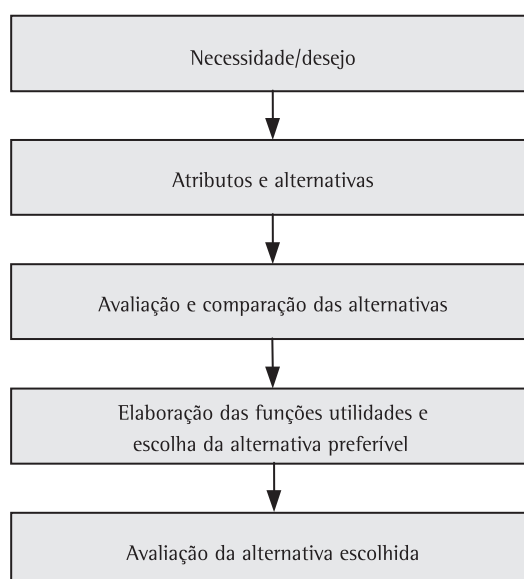 Necessidade/desejo
Atributos e alternativas
Avaliação e comparação das alternativas
Elaboração das funções utilidades e
escolha da alternativa preferível
Avaliação da alternativa escolhida